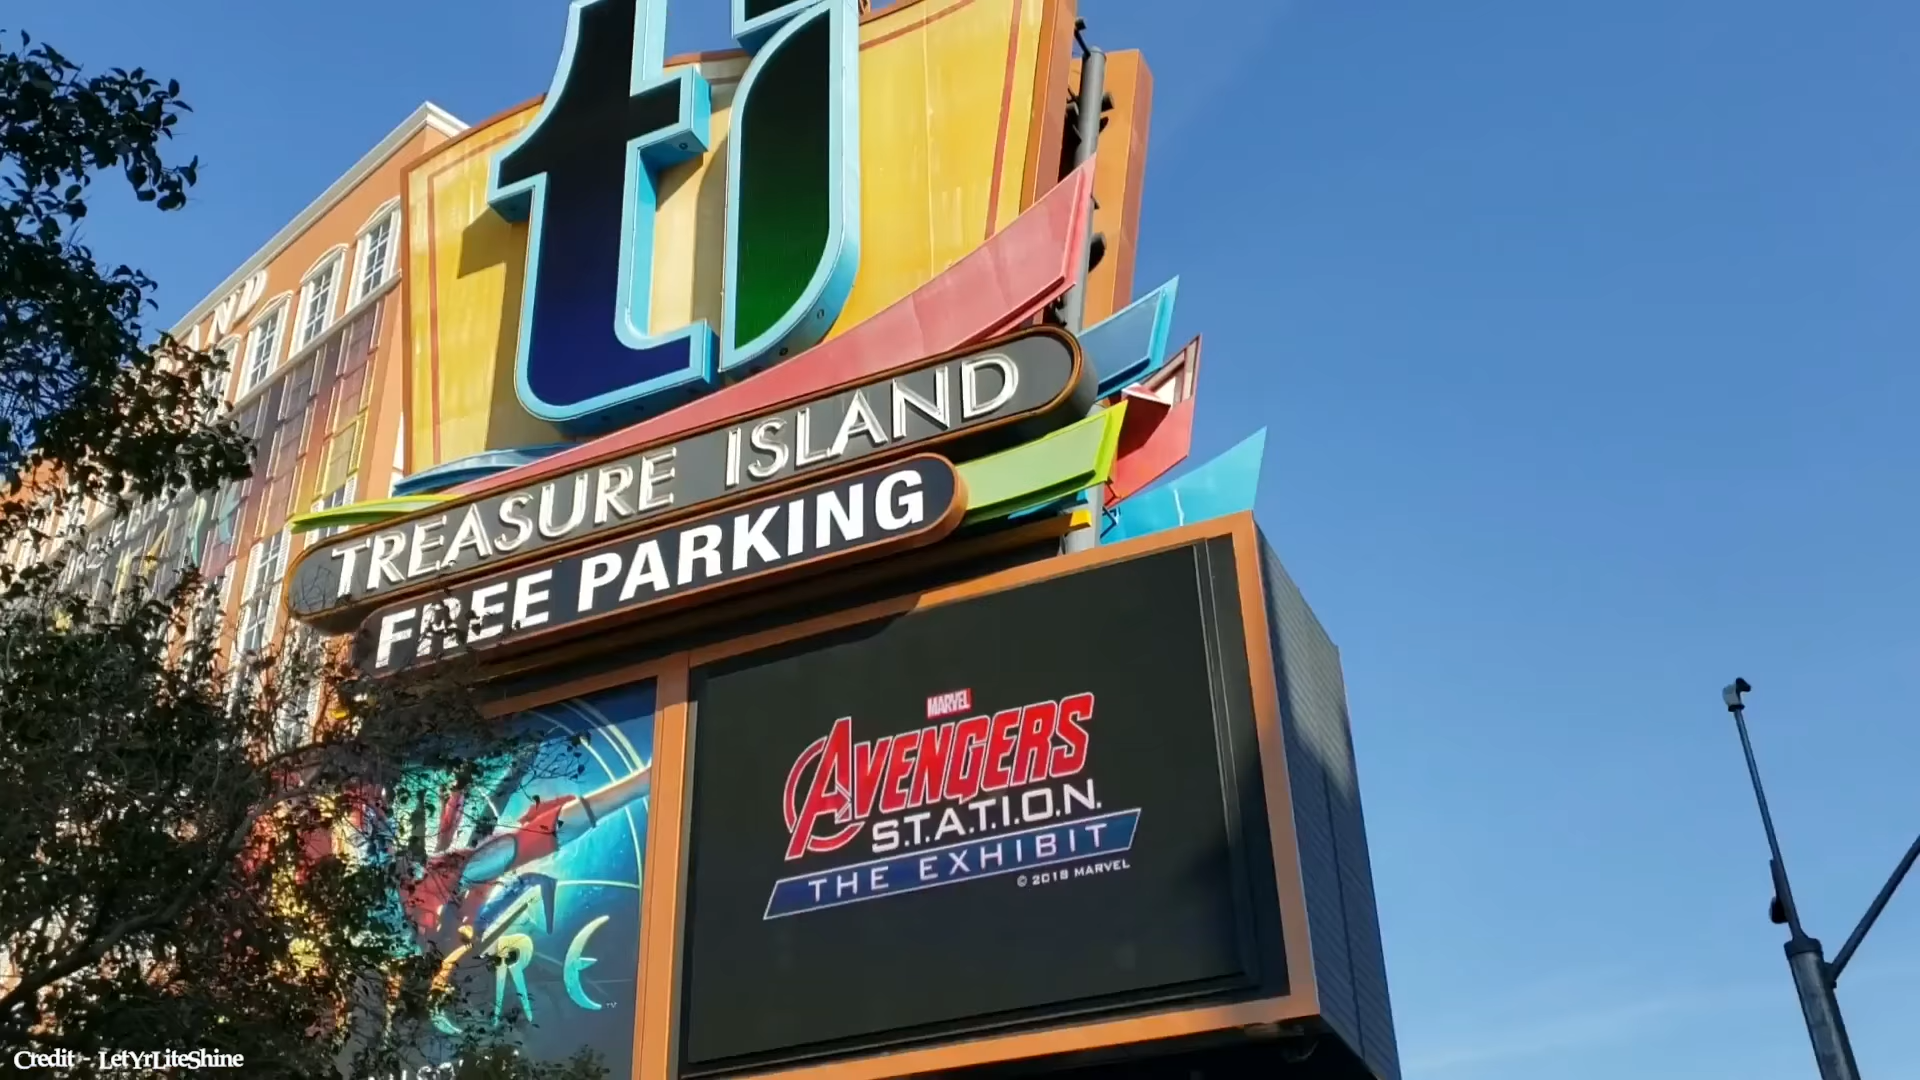 ti
TREASURE ISLAND
FREE PARKING
MARVEL
AVENGERS
S.T.A.T.I.O.N.
THE EXHIBIT
© 2018 MARVEL
Credit - LetYrLiteShine